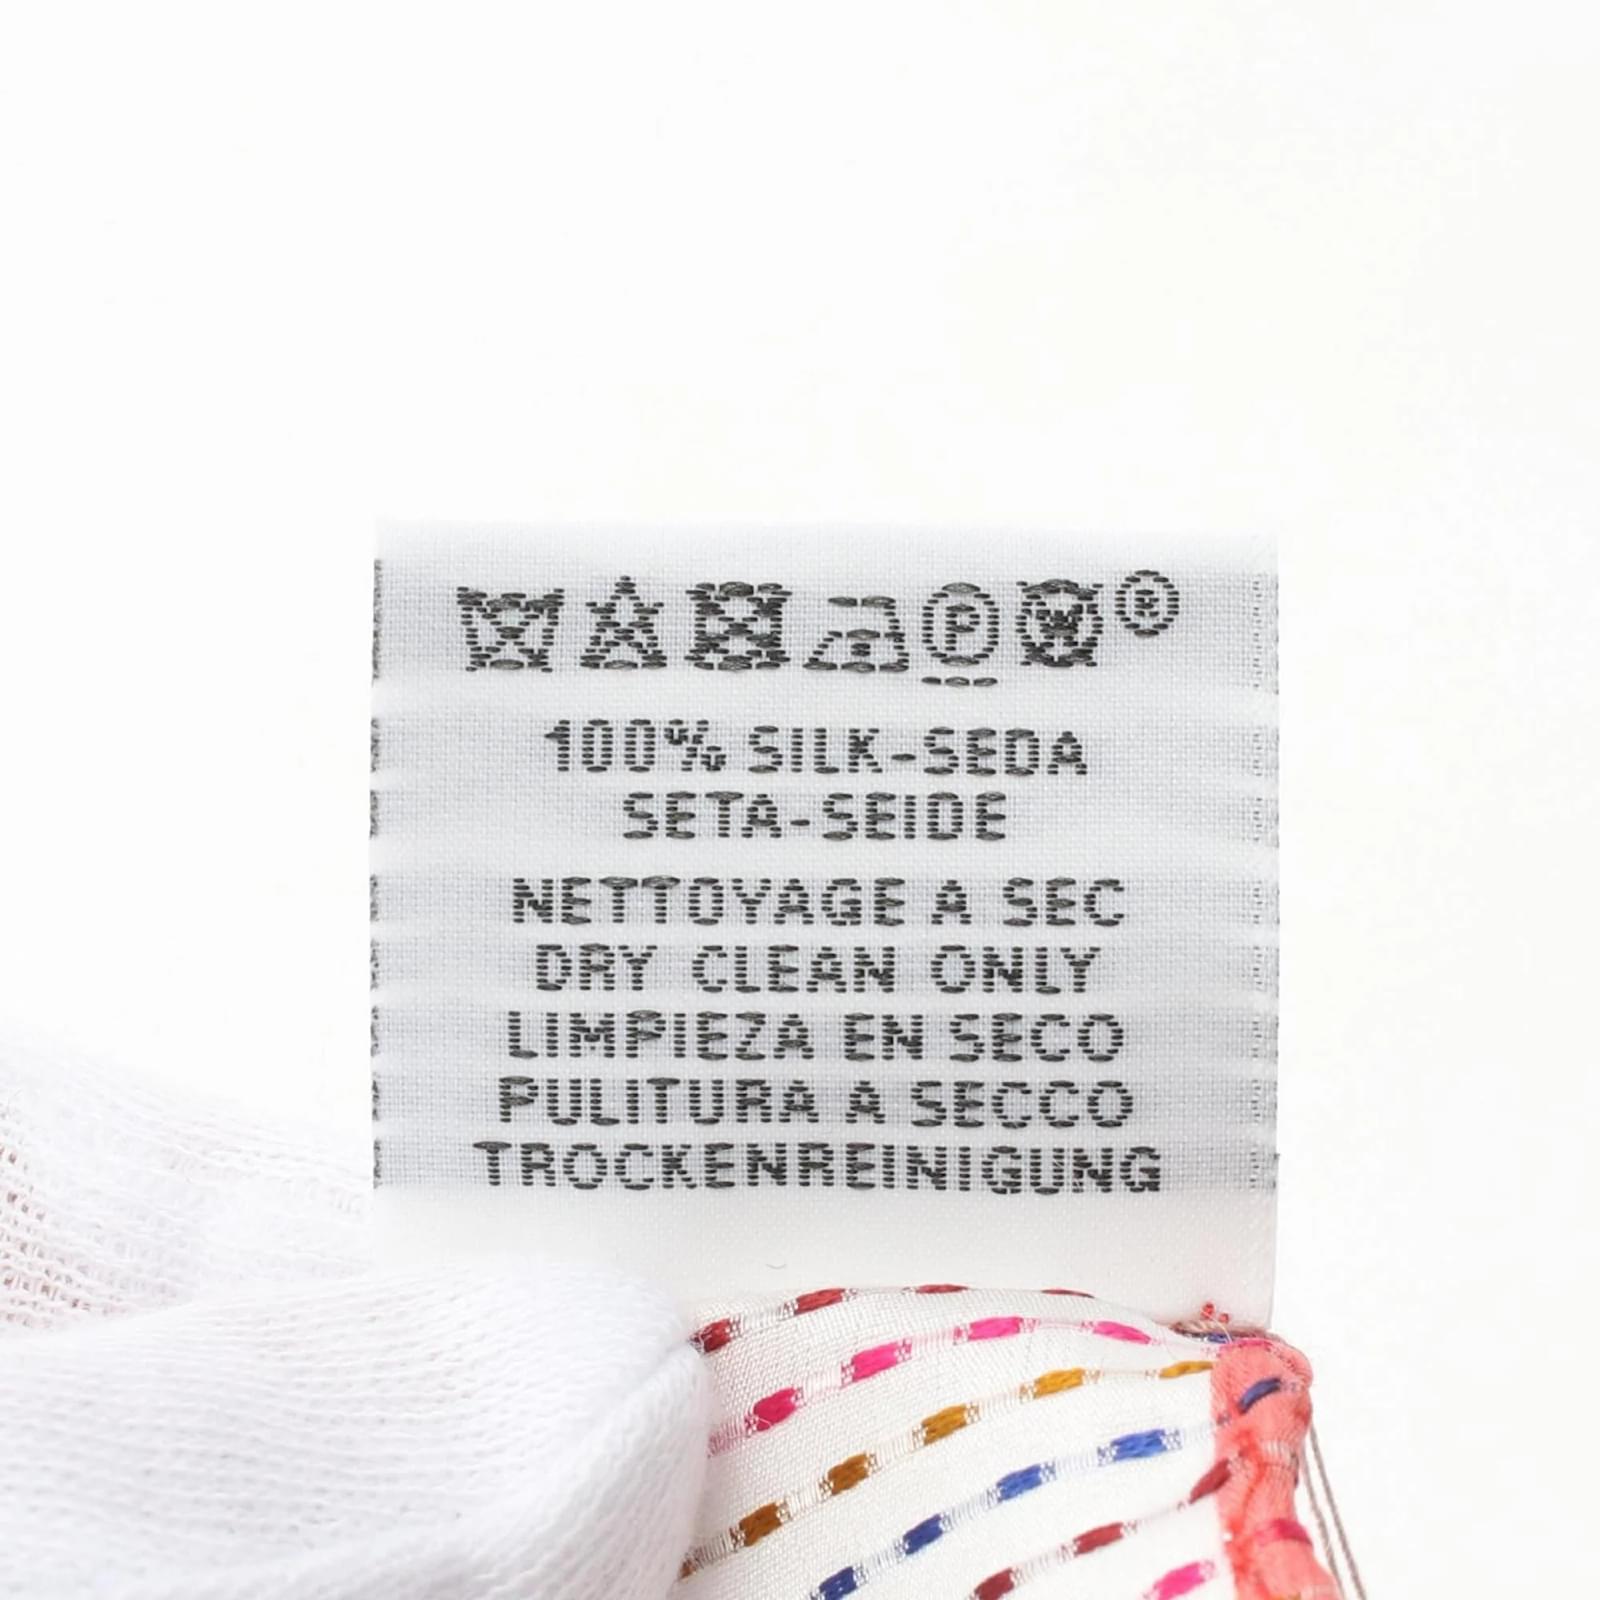 P W ®
100% SILK-SEDA
SETA-SEIDE
NETTOYAGE A SEC
DRY CLEAN ONLY
LIMPIEZA EN SECO
PULITURA A SECCO
TROCKENREINIGUNG